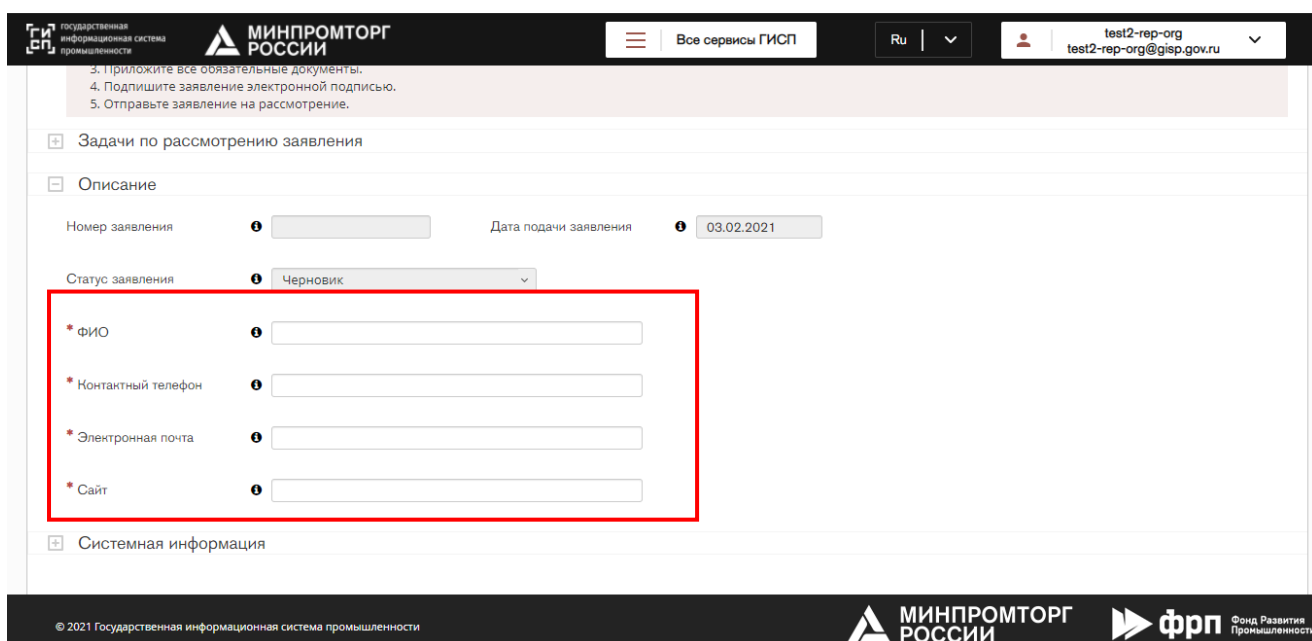 государственная
информационная система
промышленности
ГИСП
МИНПРОМТОРГ
РОССИИ
Все сервисы ГИСП
Ru
test2-rep-org
test2-rep-org@gisp.gov.ru
3. Приложите все обязательные документы.
4. Подпишите заявление электронной подписью.
5. Отправьте заявление на рассмотрение.
Задачи по рассмотрению заявления
Описание
Номер заявления
Дата подачи заявления 03.02.2021
Статус заявления Черновик
* ФИО
* Контактный телефон
* Электронная почта
* Сайт
Системная информация
© 2021 Государственная информационная система промышленности
МИНПРОМТОРГ
РОССИИ
фрп
Фонд Развития
Промышленности